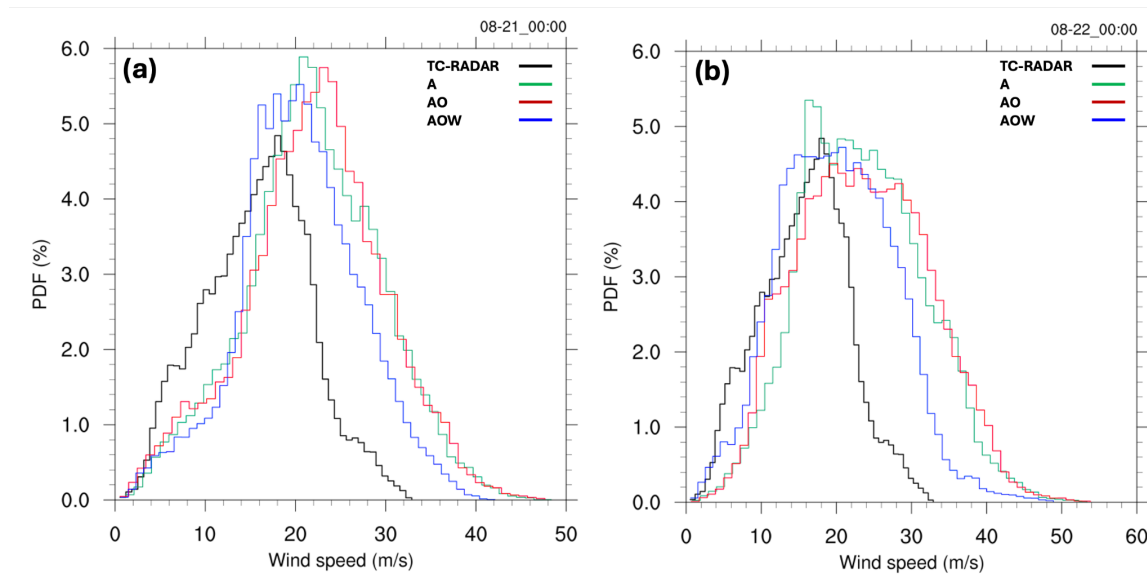 08-21_00:00
(a)
TC-RADAR
A
AO
AOW
PDF (%)
6.0
5.0
4.0
3.0
2.0
1.0
0.0
0 10 20 30 40 50
Wind speed (m/s)
08-22_00:00
(b)
TC-RADAR
A
AO
AOW
PDF (%)
6.0
5.0
4.0
3.0
2.0
1.0
0.0
0 10 20 30 40 50 60
Wind speed (m/s)